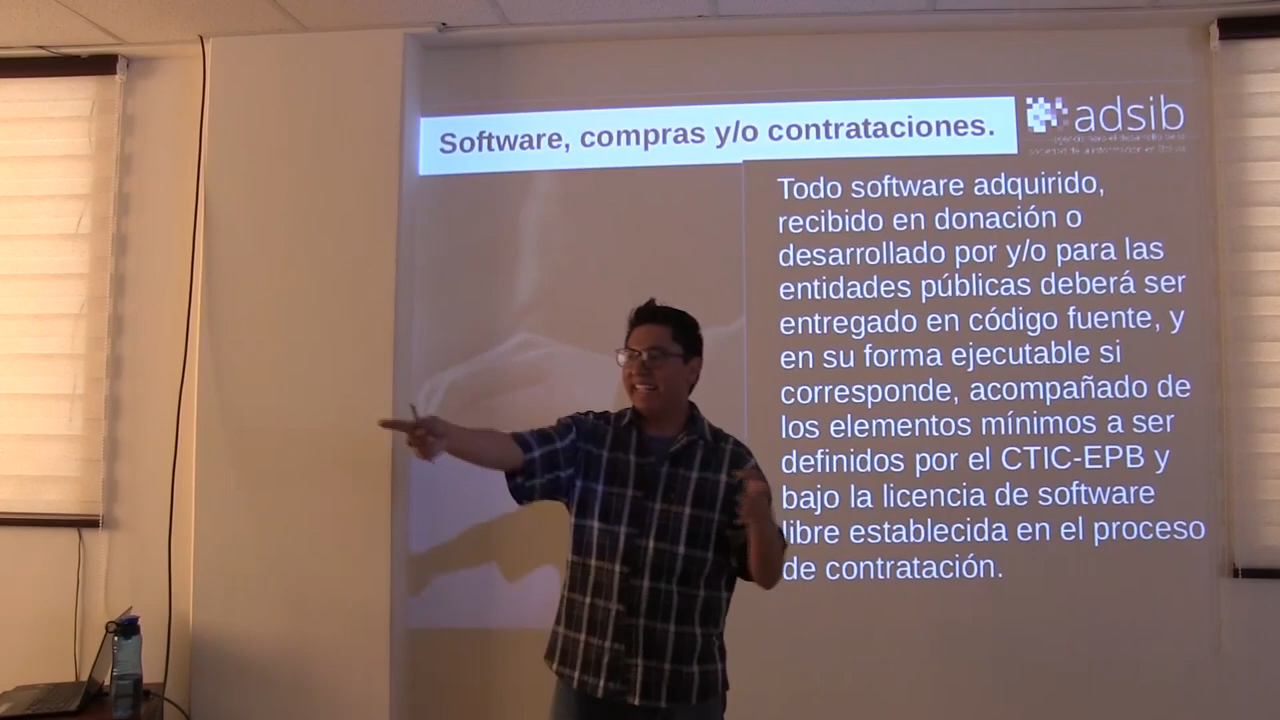 Software, compras y/o contrataciones.
adsib
Todo software adquirido,
recibido en donación o
desarrollado por y/o para las
entidades públicas deberá ser
entregado en código fuente, y
en su forma ejecutable si
corresponde, acompañado de
los elementos mínimos a ser
definidos por el CTIC-EPB y
bajo la licencia de software
libre establecida en el proceso
de contratación.